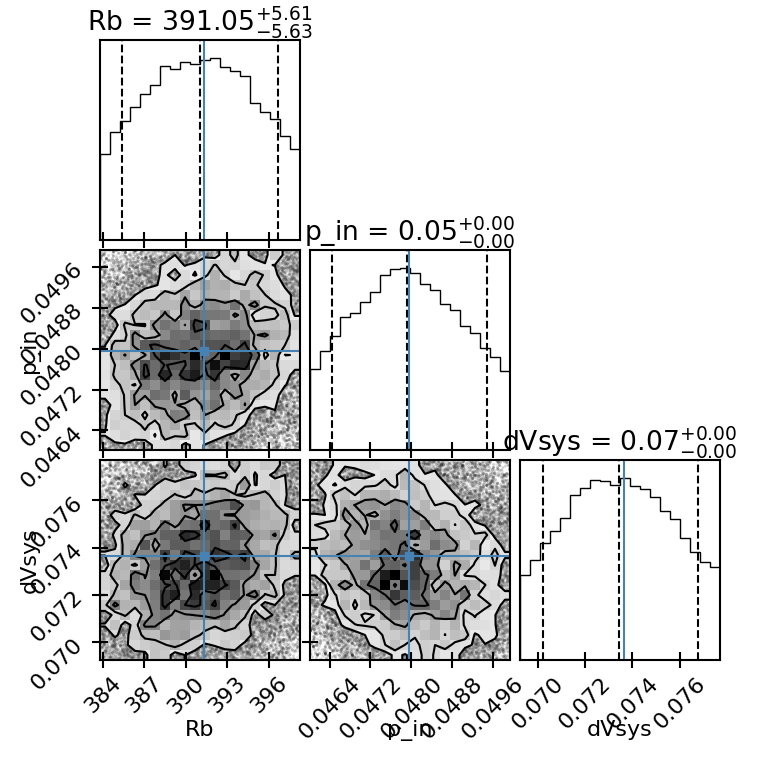 Rb = 391.05+5.61−5.63
p_in = 0.05+0.00−0.00
0.0496
0.0488
0.0480
0.0472
0.0464
p_in
dVsys = 0.07+0.00−0.00
0.076
0.074
0.072
0.070
dVsys
384 387 390 393 396
0.0464 0.0472 0.0480 0.0488 0.0496
0.070 0.072 0.074 0.076
Rb p_in dVsys